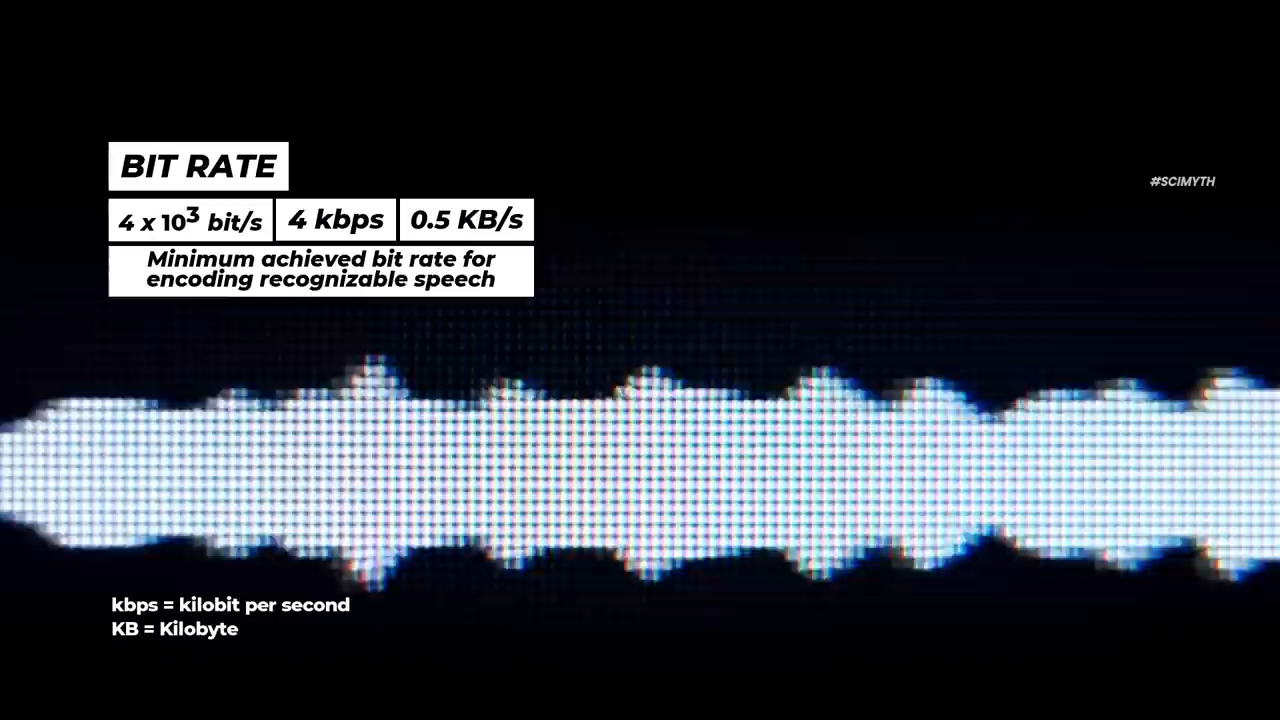 BIT RATE
#SCIMYTH
4 x 10³ bit/s
4 kbps
0.5 KB/s
Minimum achieved bit rate for
encoding recognizable speech
kbps = kilobit per second
KB = Kilobyte